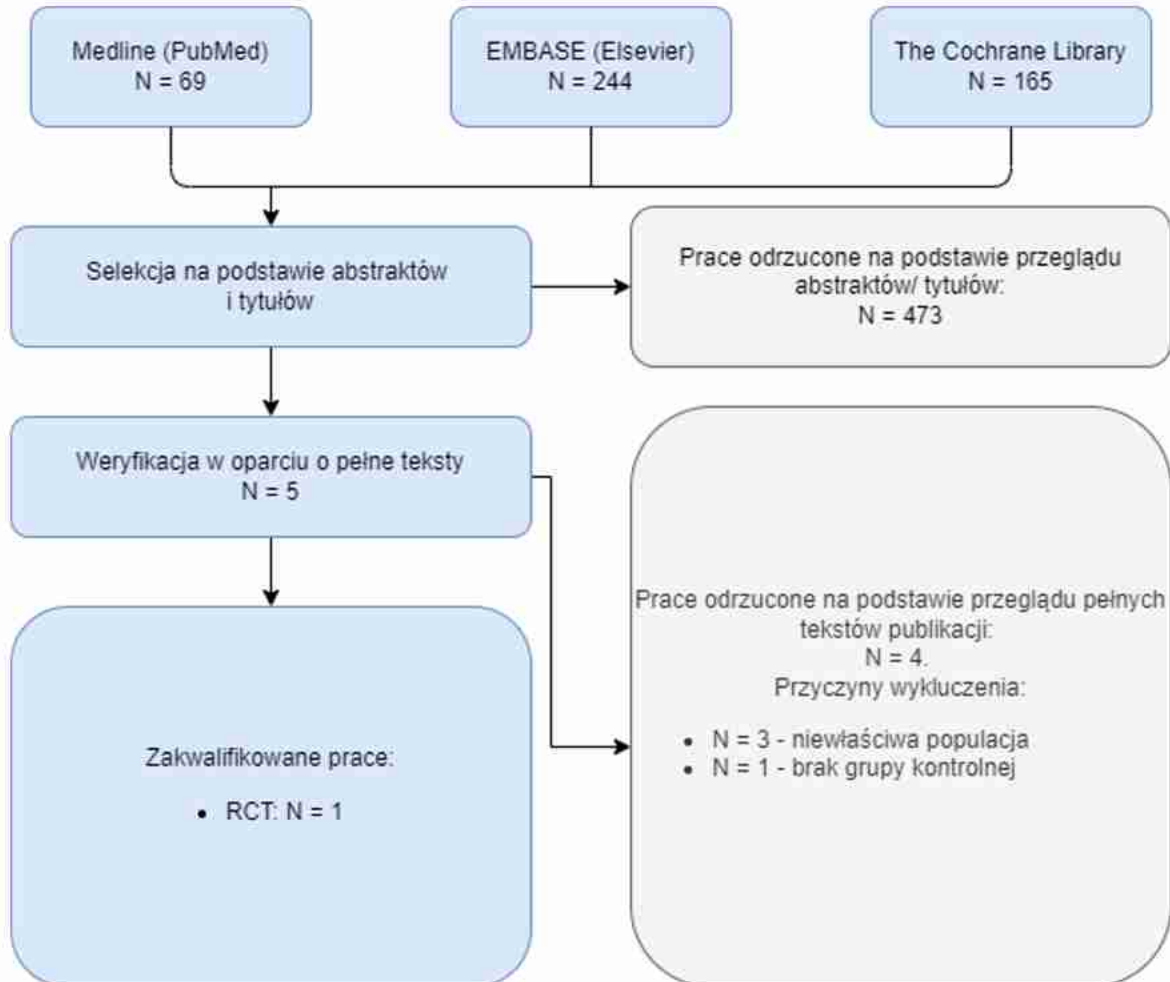 Medline (PubMed)
N = 69
EMBASE (Elsevier)
N = 244
The Cochrane Library
N = 165
Selekcja na podstawie abstraktów
i tytułów
Prace odrzucone na podstawie przeglądu
abstraktów/ tytułów:
N = 473
Weryfikacja w oparciu o pełne teksty
N = 5
Prace odrzucone na podstawie przeglądu pełnych
tekstów publikacji:
N = 4.
Przyczyny wykluczenia:
• N = 3 - niewłaściwa populacja
• N = 1 - brak grupy kontrolnej
Zakwalifikowane prace:
• RCT: N = 1